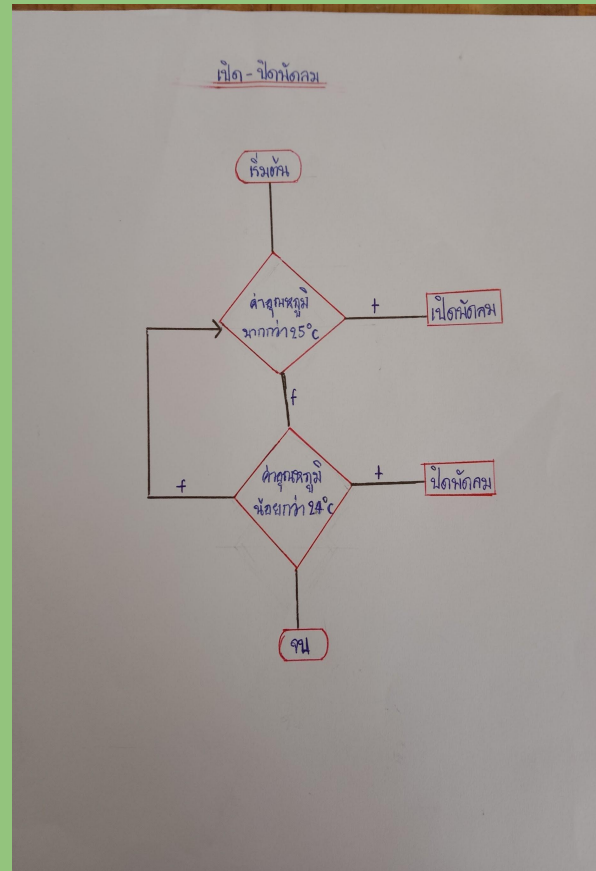 เปิด - ปิดพัดลม
เริ่มต้น
ค่าอุณหภูมิ
มากกว่า 25°c
t
เปิดพัดลม
f
ค่าอุณหภูมิ
น้อยกว่า 24°c
t
ปิดพัดลม
f
จบ